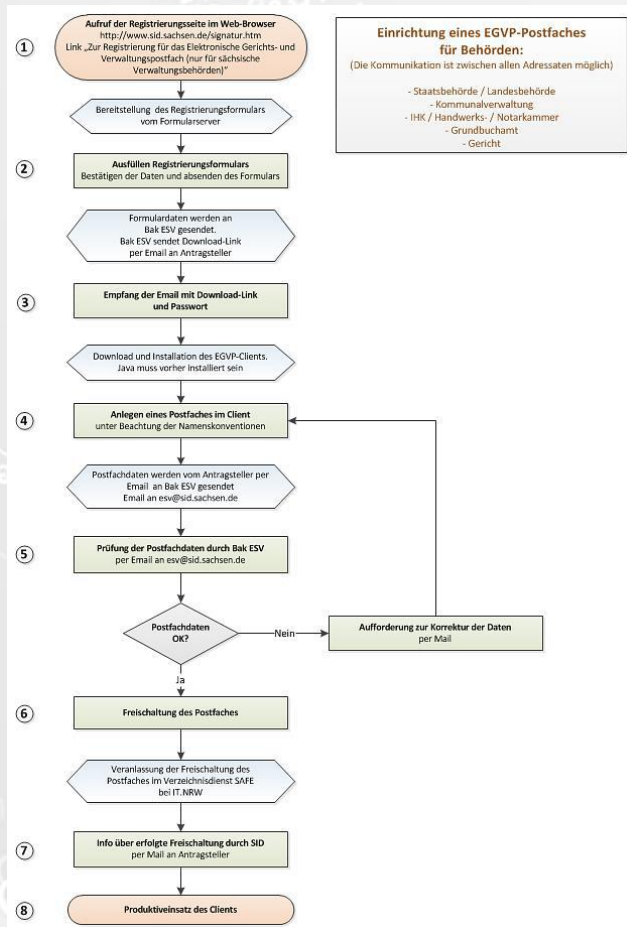 1
Aufruf der Registrierungsseite im Web-Browser
http://www.sid.sachsen.de/signatur.htm
Link „Zur Registrierung für das Elektronische Gerichts- und
Verwaltungspostfach (nur für sächsische
Verwaltungsbehörden)“
Einrichtung eines EGVP-Postfaches
für Behörden:
(Die Kommunikation ist zwischen allen Adressaten möglich)
- Staatsbehörde / Landesbehörde
- Kommunalverwaltung
- IHK / Handwerks- / Notarkammer
- Grundbuchamt
- Gericht
Bereitstellung des Registrierungsformulars
vom Formularserver
2
Ausfüllen Registrierungsformulars
Bestätigen der Daten und absenden des Formulars
Formulardaten werden an
Bak ESV gesendet.
Bak ESV sendet Download-Link
per Email an Antragsteller
3
Empfang der Email mit Download-Link
und Passwort
Download und Installation des EGVP-Clients.
Java muss vorher Installiert sein
4
Anlegen eines Postfaches im Client
unter Beachtung der Namenskonventionen
Postfachdaten werden vom Antragsteller per
Email an Bak ESV gesendet
Email an esv@sid.sachsen.de
5
Prüfung der Postfachdaten durch Bak ESV
per Email an esv@sid.sachsen.de
Postfachdaten
OK?
Nein
Aufforderung zur Korrektur der Daten
per Mail
Ja
6
Freischaltung des Postfaches
Veranlassung der Freischaltung des
Postfaches im Verzeichnisdienst SAFE
bei IT.NRW
7
Info über erfolgte Freischaltung durch SID
per Mail an Antragsteller
8
Produktiveinsatz des Clients